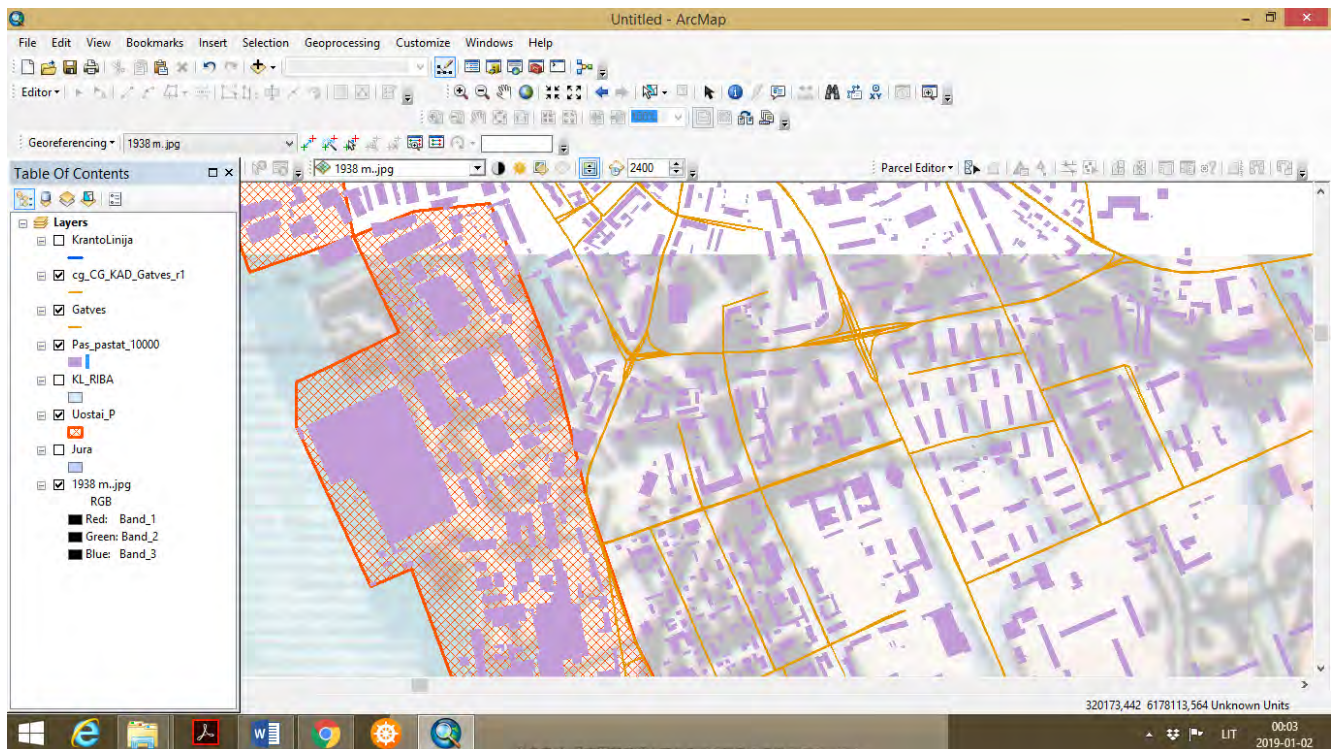 Untitled - ArcMap
File Edit View Bookmarks Insert Selection Geoprocessing Customize Windows Help
Editor
Georeferencing 1938 m..jpg
Table Of Contents
1938 m..jpg
2400
Parcel Editor
Layers
KrantoLinija
cg_CG_KAD_Gatves_r1
Gatves
Pas_pastat_10000
KL_RIBA
Uostai_P
Jura
1938 m..jpg
RGB
Red: Band_1
Green: Band_2
Blue: Band_3
320173,442 6178113,564 Unknown Units
LIT
00:03
2019-01-02